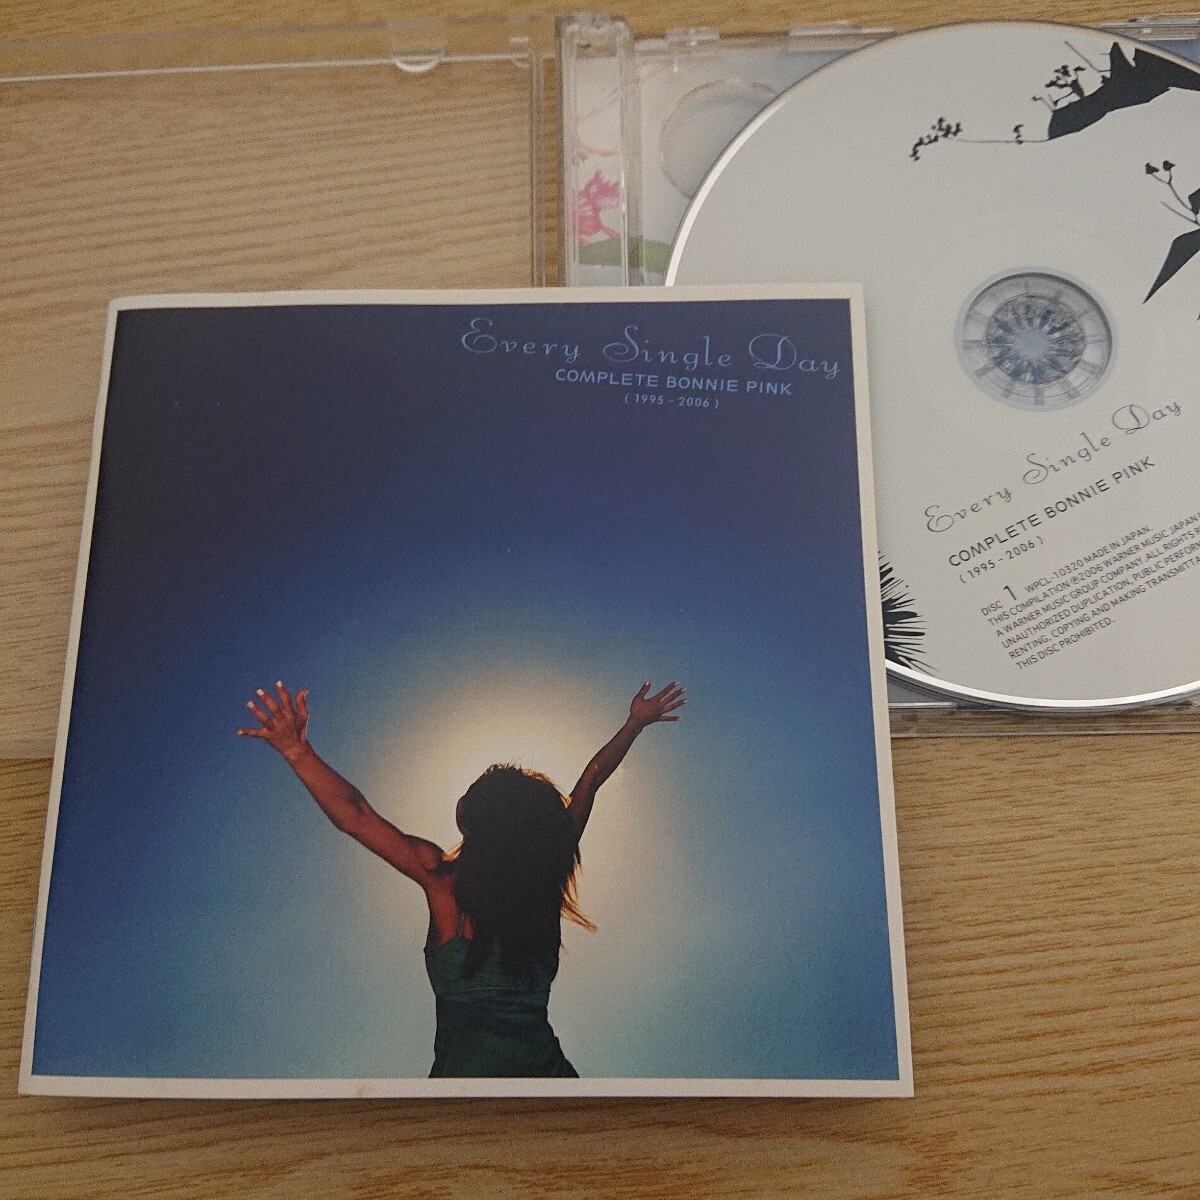 Every Single Day
COMPLETE BONNIE PINK
(1995-2006)
Every Single Day
COMPLETE BONNIE PINK
(1995-2006)
DISC 1 WPCL-10320 MADE IN JAPAN.
THIS COMPILATION ℗2006 WARNER MUSIC JAPAN
A WARNER MUSIC GROUP COMPANY. ALL RIGHTS
UNAUTHORIZED DUPLICATION, PUBLIC
RENTING, COPYING AND MAKING
THIS DISC PROHIBITED.